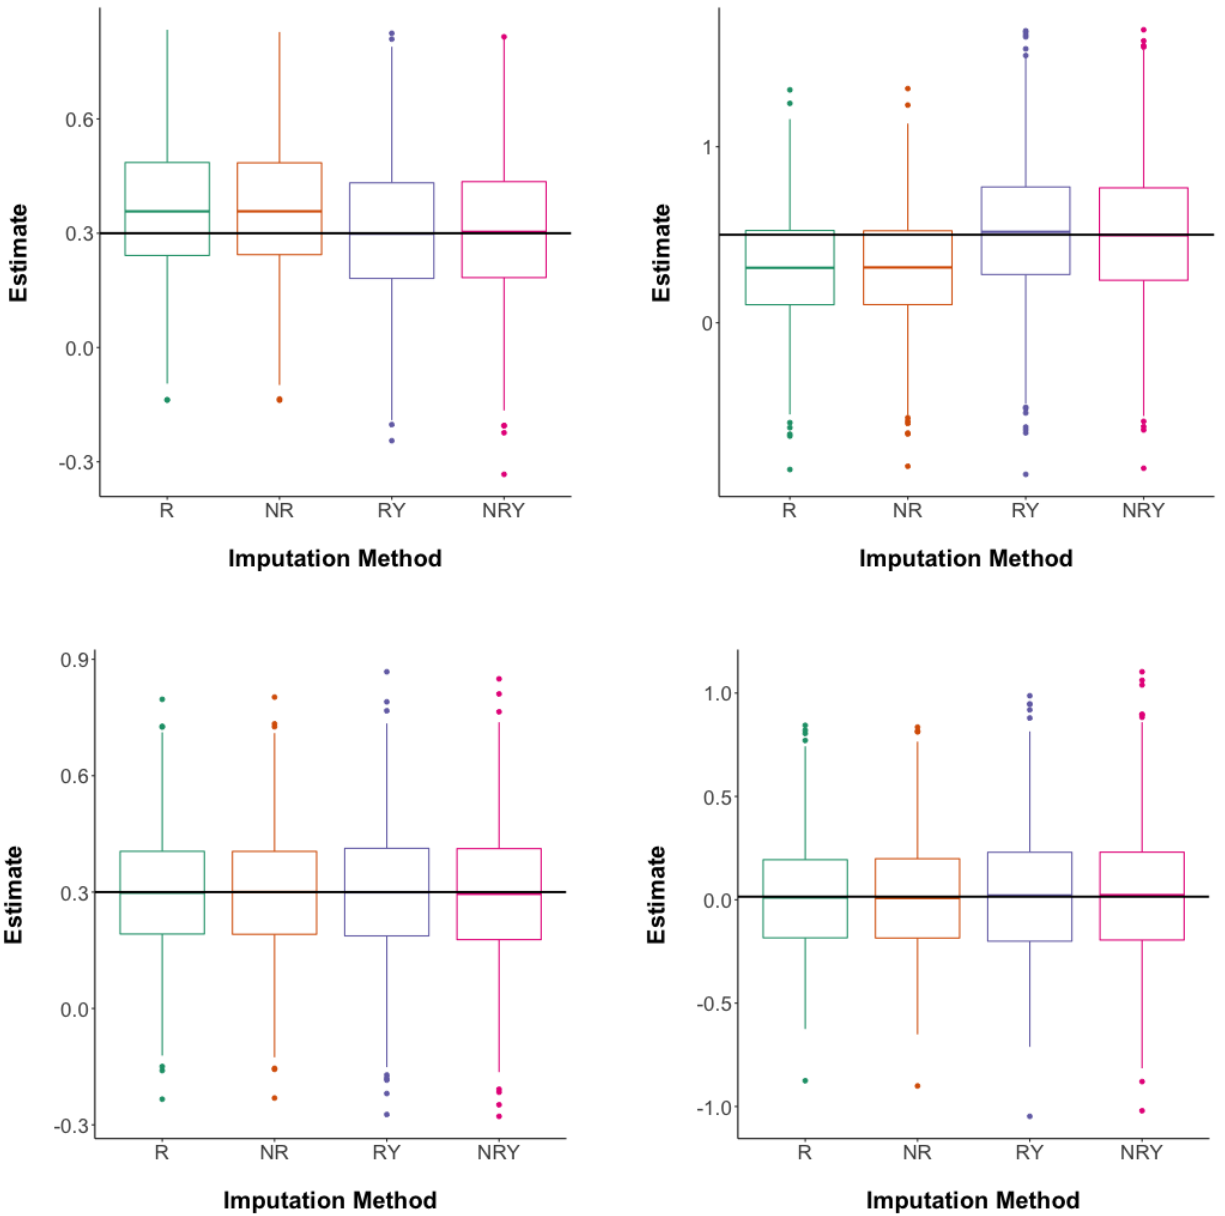 Estimate
0.6
0.3
0.0
-0.3
R NR RY NRY
Imputation Method
Estimate
1
0
R NR RY NRY
Imputation Method
Estimate
0.9
0.6
0.3
0.0
-0.3
R NR RY NRY
Imputation Method
Estimate
1.0
0.5
0.0
-0.5
-1.0
R NR RY NRY
Imputation Method